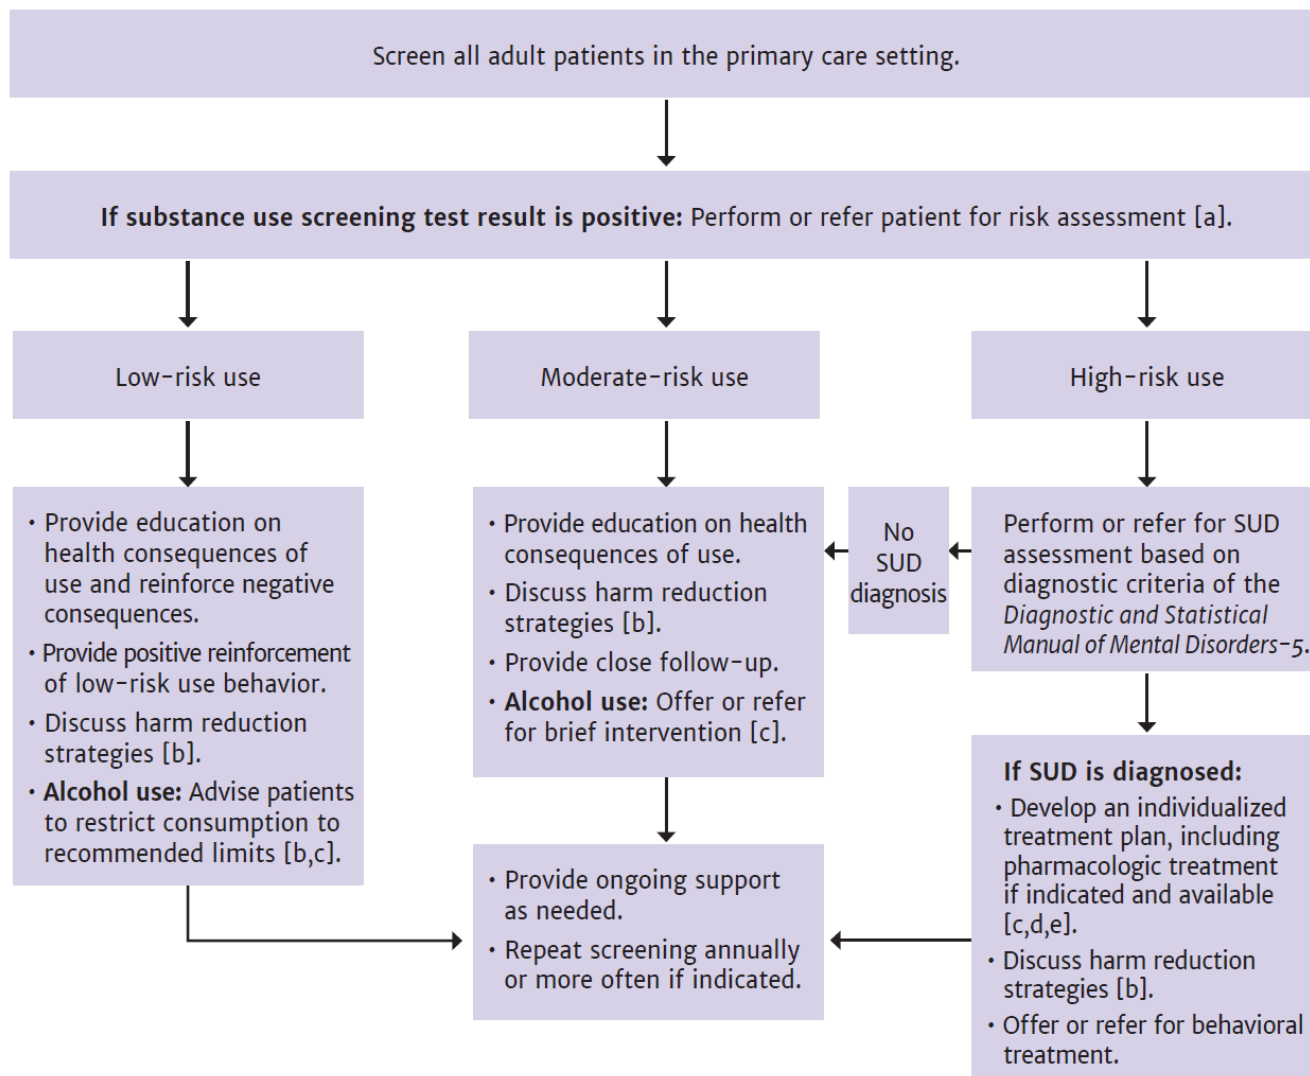 Screen all adult patients in the primary care setting.
If substance use screening test result is positive: Perform or refer patient for risk assessment [a].
Low-risk use
Moderate-risk use
High-risk use
• Provide education on
health consequences of
use and reinforce negative
consequences.
• Provide positive reinforcement
of low-risk use behavior.
• Discuss harm reduction
strategies [b].
• Alcohol use: Advise patients
to restrict consumption to
recommended limits [b,c].
• Provide education on health
consequences of use.
• Discuss harm reduction
strategies [b].
• Provide close follow-up.
• Alcohol use: Offer or refer
for brief intervention [c].
No
SUD
diagnosis
Perform or refer for SUD
assessment based on
diagnostic criteria of the
Diagnostic and Statistical
Manual of Mental Disorders-5.
• Provide ongoing support
as needed.
• Repeat screening annually
or more often if indicated.
If SUD is diagnosed:
• Develop an individualized
treatment plan, including
pharmacologic treatment
if indicated and available
[c,d,e].
• Discuss harm reduction
strategies [b].
• Offer or refer for behavioral
treatment.